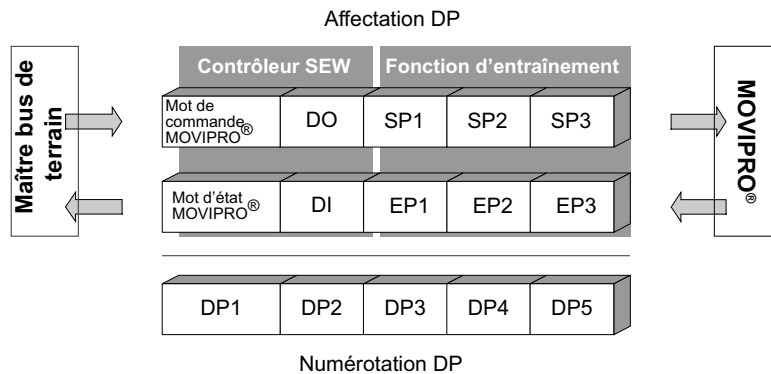 Affectation DP
Maître bus de
terrain
Contrôleur SEW
Fonction d'entraînement
MOVIPRO®
Mot de
commande
MOVIPRO®
DO
SP1
SP2
SP3
Mot d'état
MOVIPRO®
DI
EP1
EP2
EP3
DP1
DP2
DP3
DP4
DP5
Numérotation DP